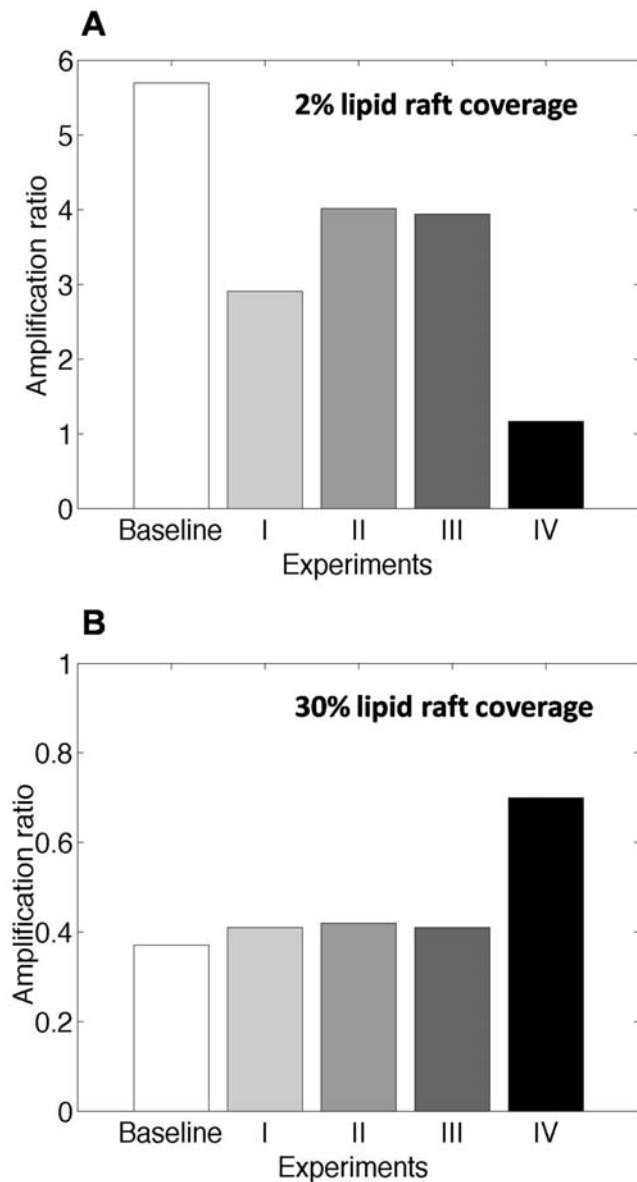 A
2% lipid raft coverage
Amplification ratio
6
5
4
3
2
1
0
Baseline I II III IV
Experiments
B
30% lipid raft coverage
Amplification ratio
1
0.8
0.6
0.4
0.2
0
Baseline I II III IV
Experiments